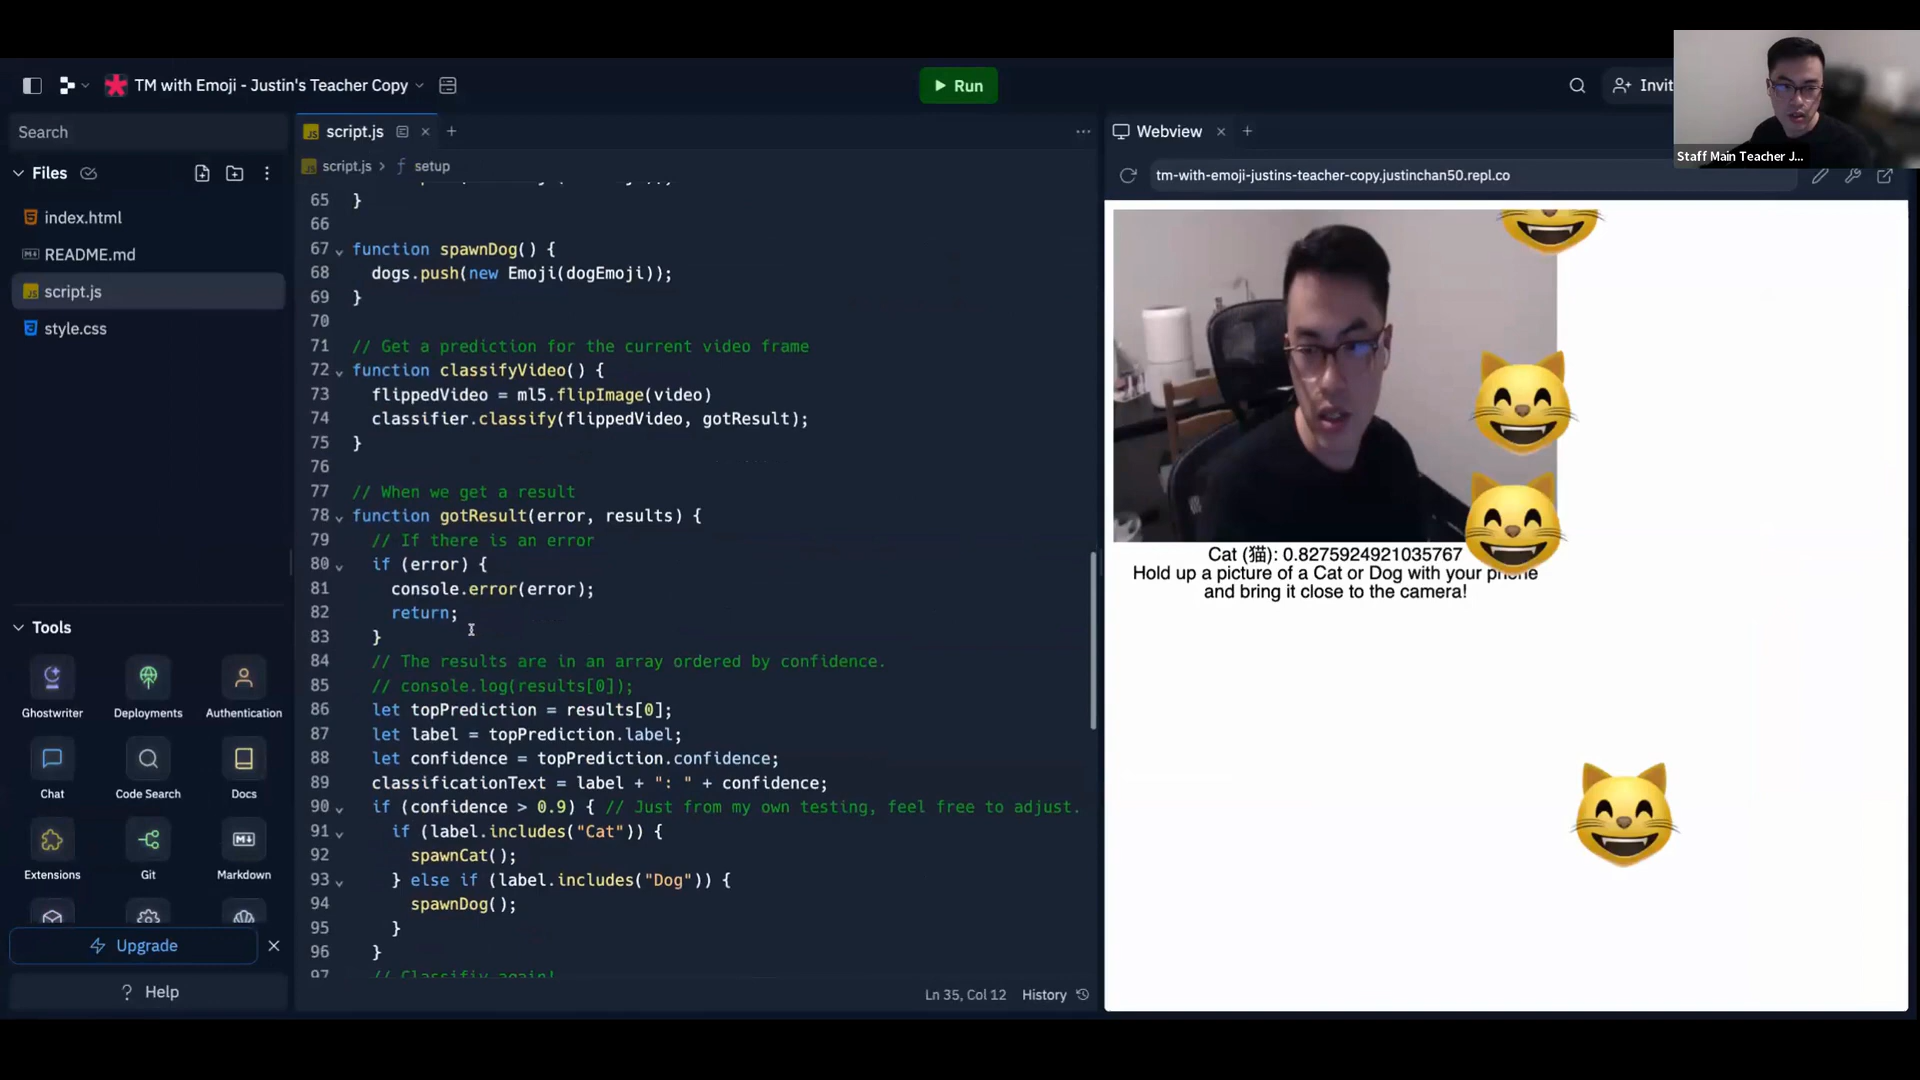 TM with Emoji - Justin's Teacher Copy
Run
Invit
Staff Main Teacher J...
Search
script.js
Webview
Files
script.js
setup
tm-with-emoji-justins-teacher-copy.justinchan50.repl.co
index.html
README.md
script.js
style.css
65 }
66
67 function spawnDog() {
68 dogs.push(new Emoji(dogEmoji));
69 }
70
71 // Get a prediction for the current video frame
72 function classifyVideo() {
73 flippedVideo = ml5.flipImage(video)
74 classifier.classify(flippedVideo, gotResult);
75 }
76
77 // When we get a result
78 function gotResult(error, results) {
79 // If there is an error
80 if (error) {
81 console.error(error);
82 return;
83 }
84 // The results are in an array ordered by confidence.
85 // console.log(results[0]);
86 let topPrediction = results[0];
87 let label = topPrediction.label;
88 let confidence = topPrediction.confidence;
89 classificationText = label + ": " + confidence;
90 if (confidence > 0.9) { // Just from my own testing, feel free to adjust.
91 if (label.includes("Cat")) {
92 spawnCat();
93 } else if (label.includes("Dog")) {
94 spawnDog();
95 }
96 }
97 // Classifiy again!
Cat (猫): 0.8275924921035767
Hold up a picture of a Cat or Dog with your phone
and bring it close to the camera!
Tools
Ghostwriter
Deployments
Authentication
Chat
Code Search
Docs
Extensions
Git
Markdown
Upgrade
Help
Ln 35, Col 12
History